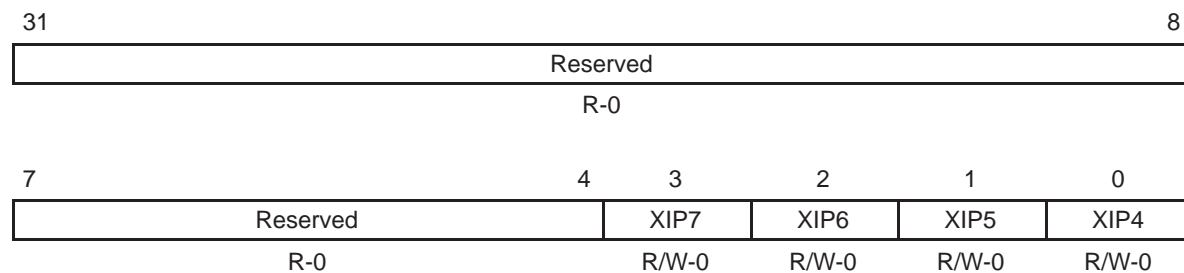 31 8
Reserved
R-0
7 4 3 2 1 0
Reserved XIP7 XIP6 XIP5 XIP4
R-0 R/W-0 R/W-0 R/W-0 R/W-0